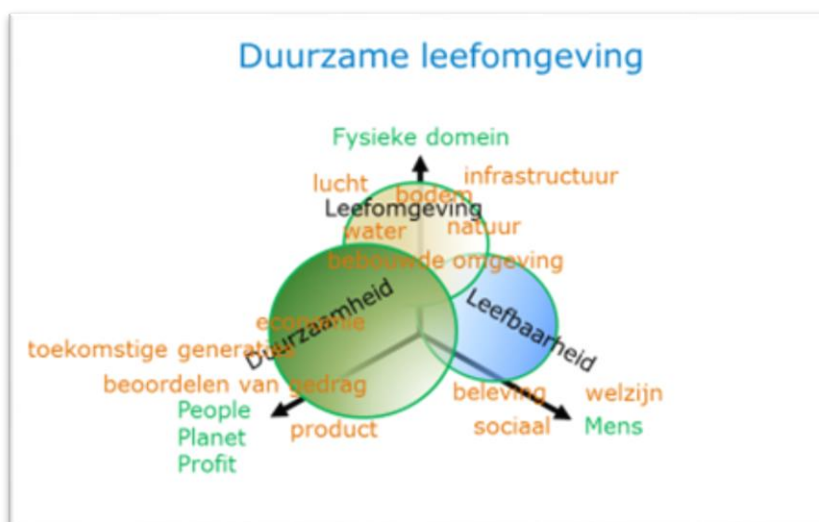 Duurzame leefomgeving
Fysieke domein
infrastructuur
lucht
bodem
Leefomgeving
water
natuur
bebouwde omgeving
Duurzaamheid
Leefbaarheid
economie
toekomstige generaties
beoordelen van gedrag
beleving
welzijn
People
Planet
Profit
product
sociaal
Mens